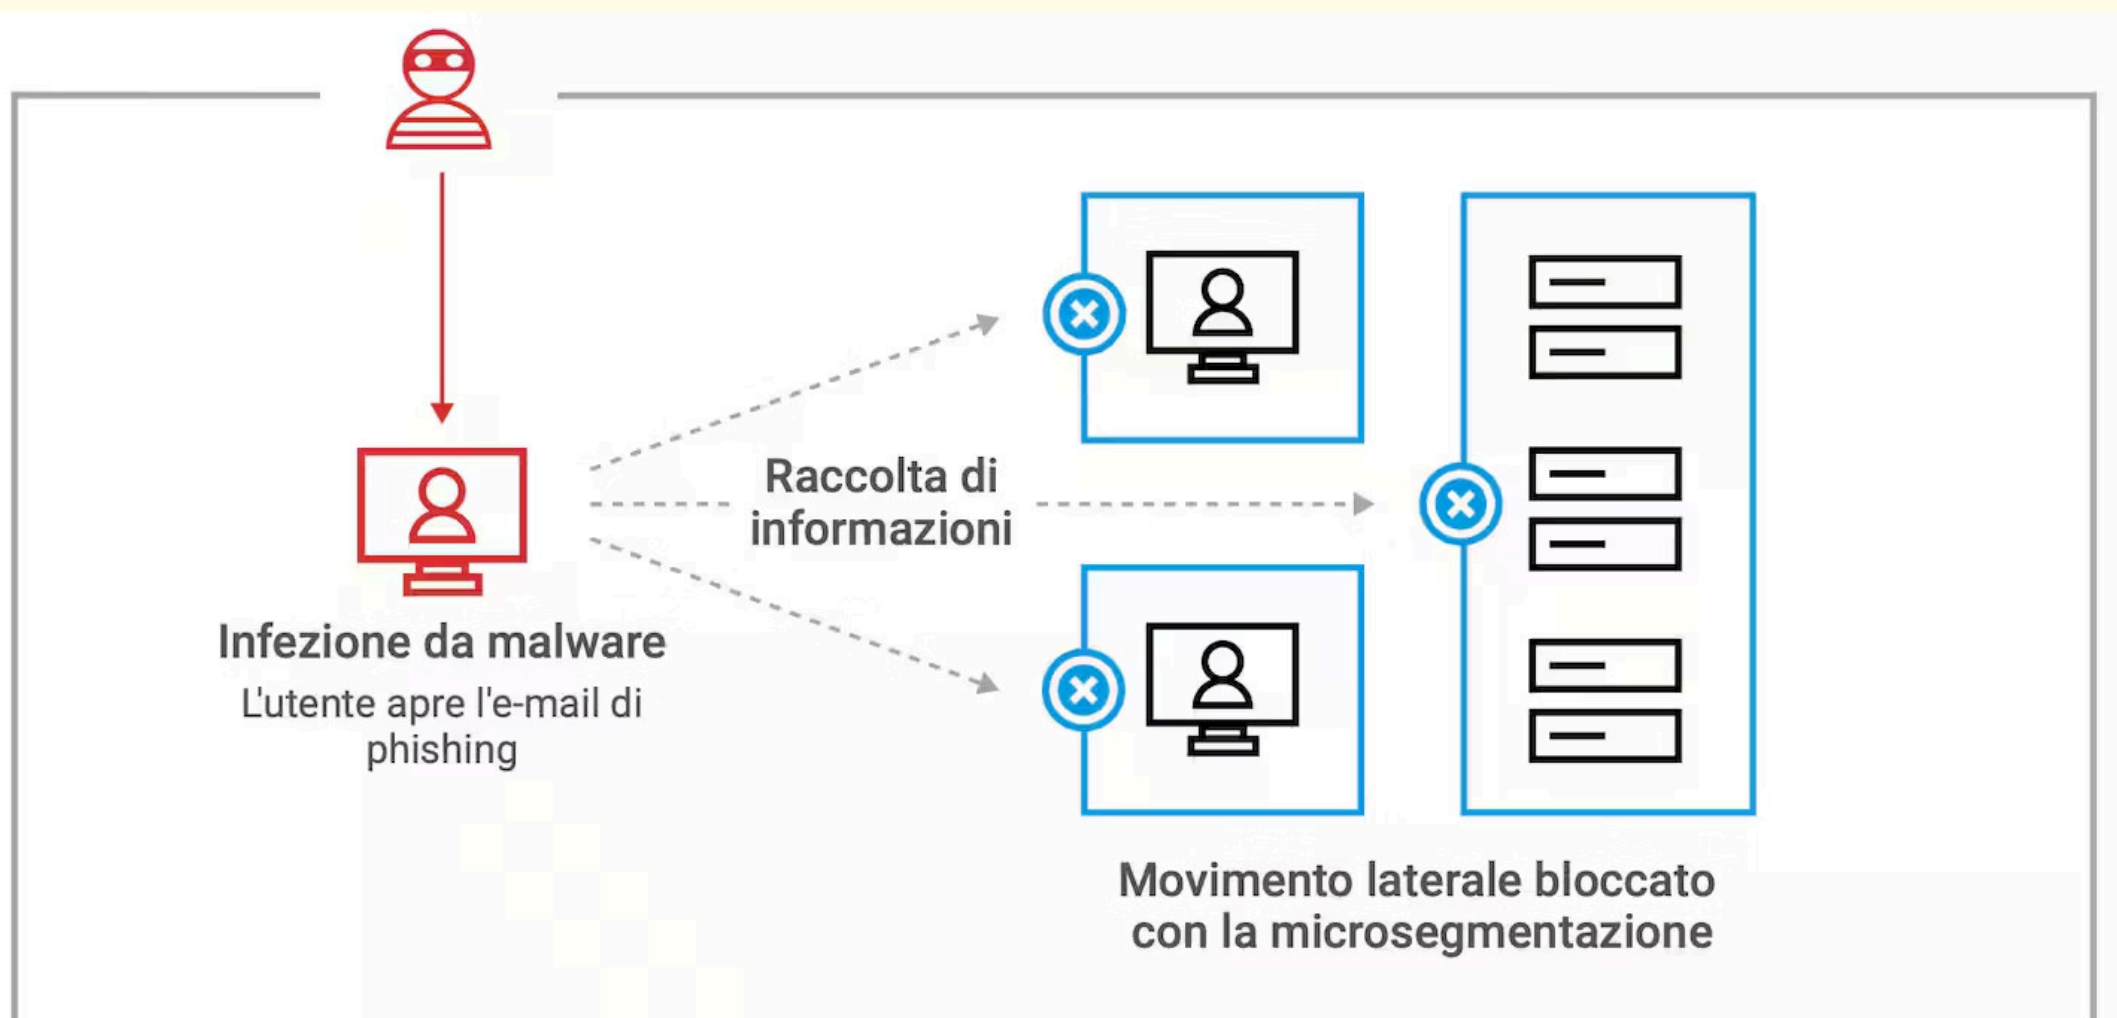 Raccolta di
informazioni
Infezione da malware
L'utente apre l'e-mail di
phishing
Movimento laterale bloccato
con la microsegmentazione